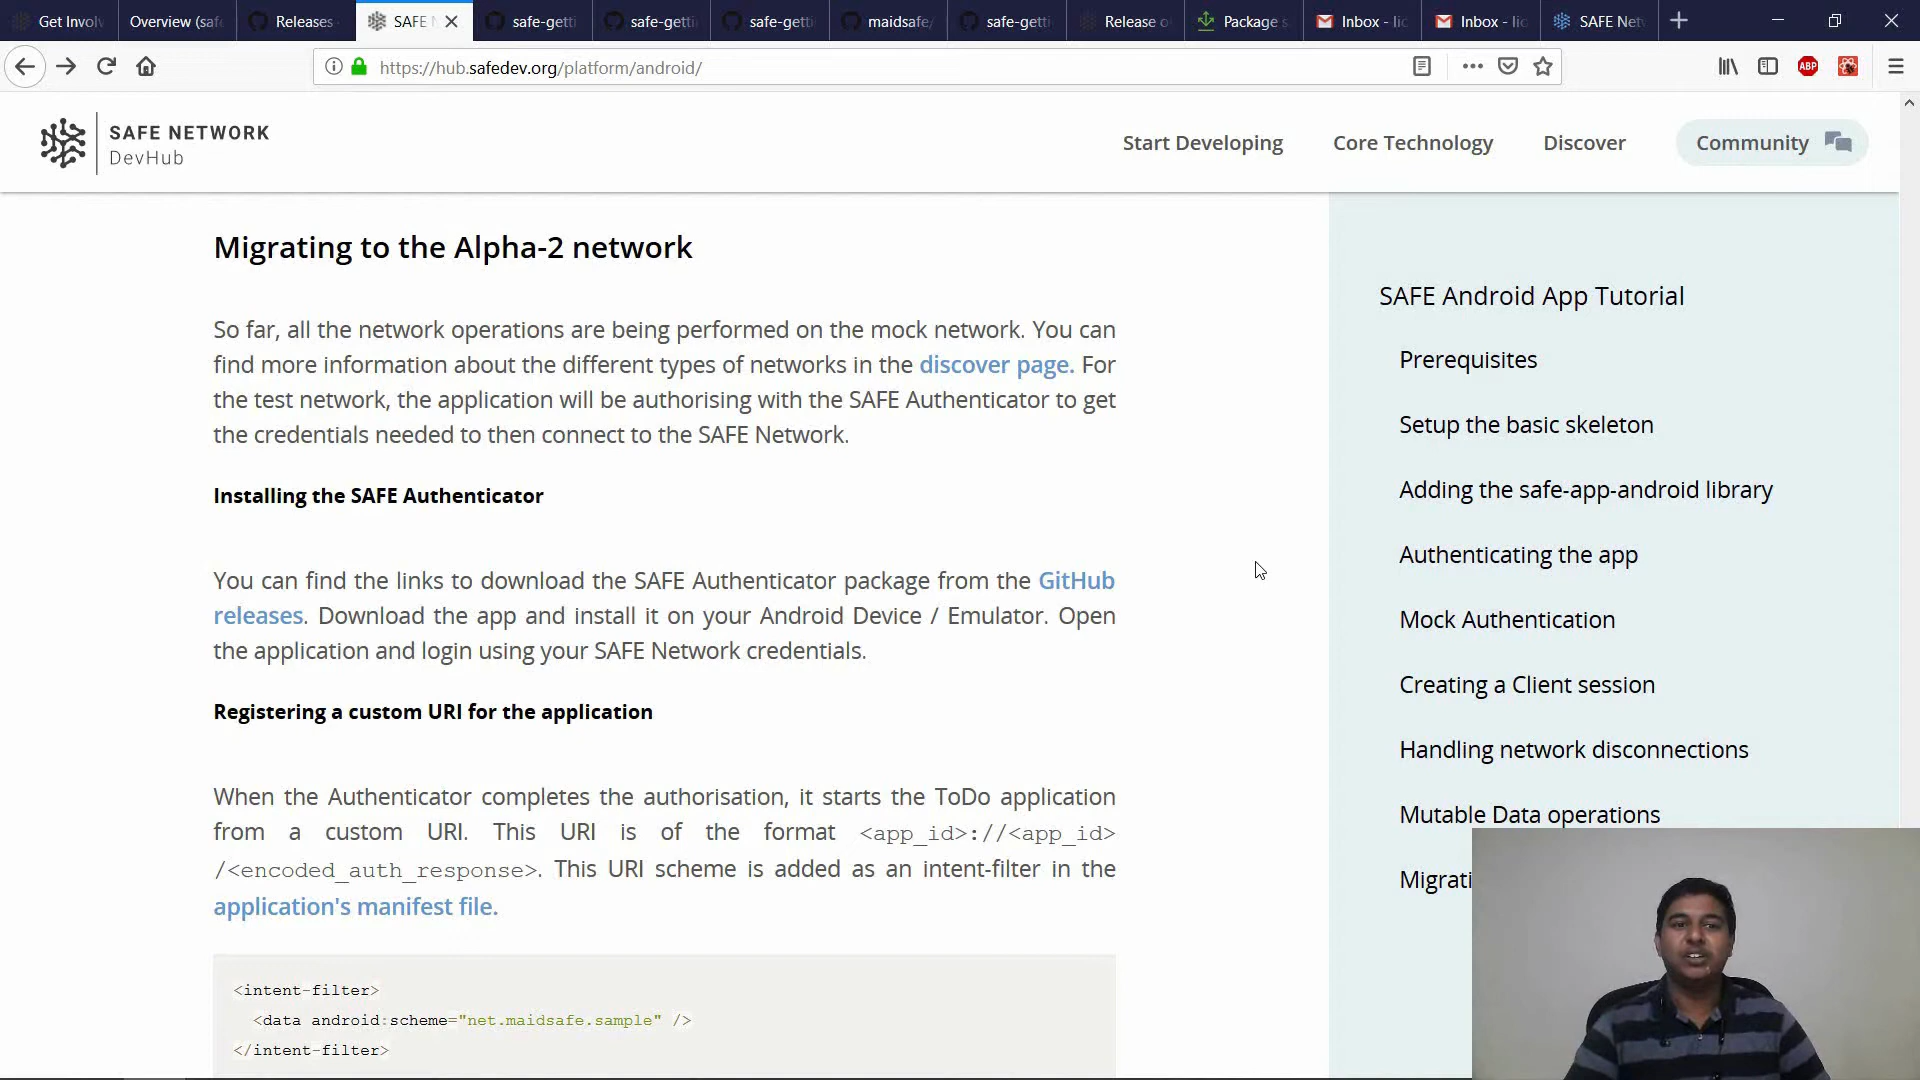 Get Invol
Overview (safe
Releases
SAFE N
safe-getti
safe-getti
safe-getti
maidsafe/
safe-getti
Release o
Package s
Inbox - lio
Inbox - lio
SAFE Net
https://hub.safedev.org/platform/android/
ABP
SAFE NETWORK
DevHub
Start Developing
Core Technology
Discover
Community
Migrating to the Alpha-2 network
So far, all the network operations are being performed on the mock network. You can
find more information about the different types of networks in the discover page. For
the test network, the application will be authorising with the SAFE Authenticator to get
the credentials needed to then connect to the SAFE Network.
Installing the SAFE Authenticator
You can find the links to download the SAFE Authenticator package from the GitHub
releases. Download the app and install it on your Android Device / Emulator. Open
the application and login using your SAFE Network credentials.
Registering a custom URI for the application
When the Authenticator completes the authorisation, it starts the ToDo application
from a custom URI. This URI is of the format <app_id>://<app_id>
/<encoded_auth_response>. This URI scheme is added as an intent-filter in the
application's manifest file.
<intent-filter>
<data android:scheme="net.maidsafe.sample" />
</intent-filter>
SAFE Android App Tutorial
Prerequisites
Setup the basic skeleton
Adding the safe-app-android library
Authenticating the app
Mock Authentication
Creating a Client session
Handling network disconnections
Mutable Data operations
Migrati